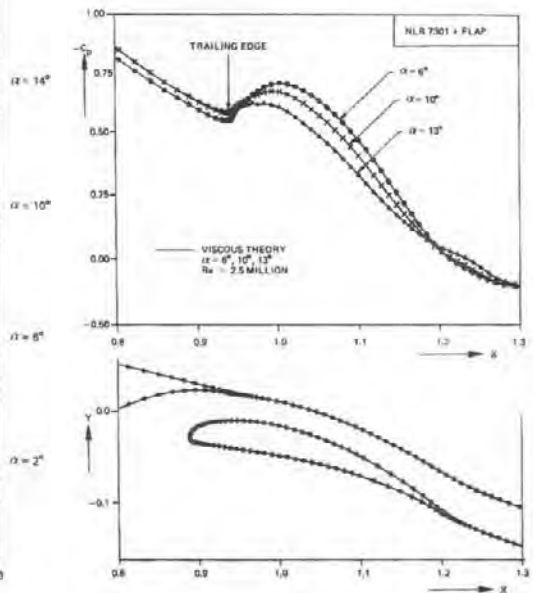 α = 14°
α = 10°
α = 6°
α = 2°
1.00
-Cp
0.75
0.50
0.25
0.00
-0.50
TRAILING EDGE
NLR 7301 + FLAP
α = 6°
α = 10°
α = 13°
VISCOUS THEORY
α = 6°, 10°, 13°
Re = 2.5 MILLION
0.8 0.9 1.0 1.1 1.2 1.3
X
Y
0.0
-0.1
0.8 0.9 1.0 1.1 1.2 1.3
X